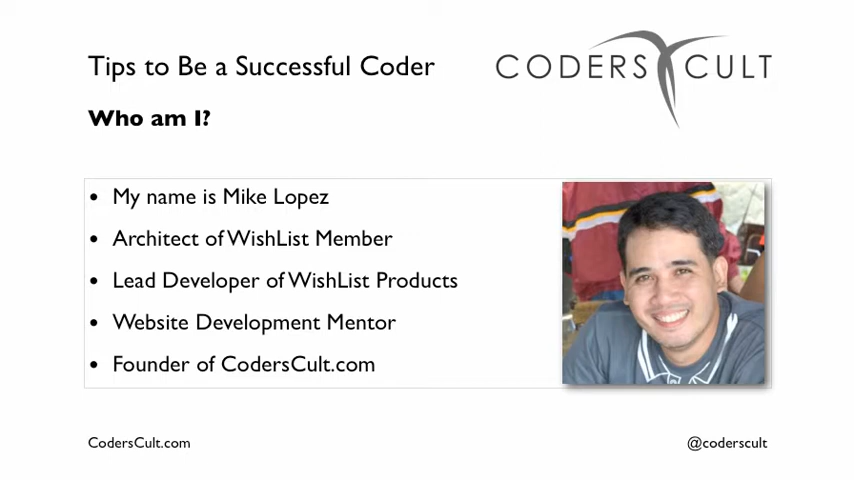 Tips to Be a Successful Coder
CODERS CULT
Who am I?
• My name is Mike Lopez
• Architect of WishList Member
• Lead Developer of WishList Products
• Website Development Mentor
• Founder of CodersCult.com
CodersCult.com
@coderscult